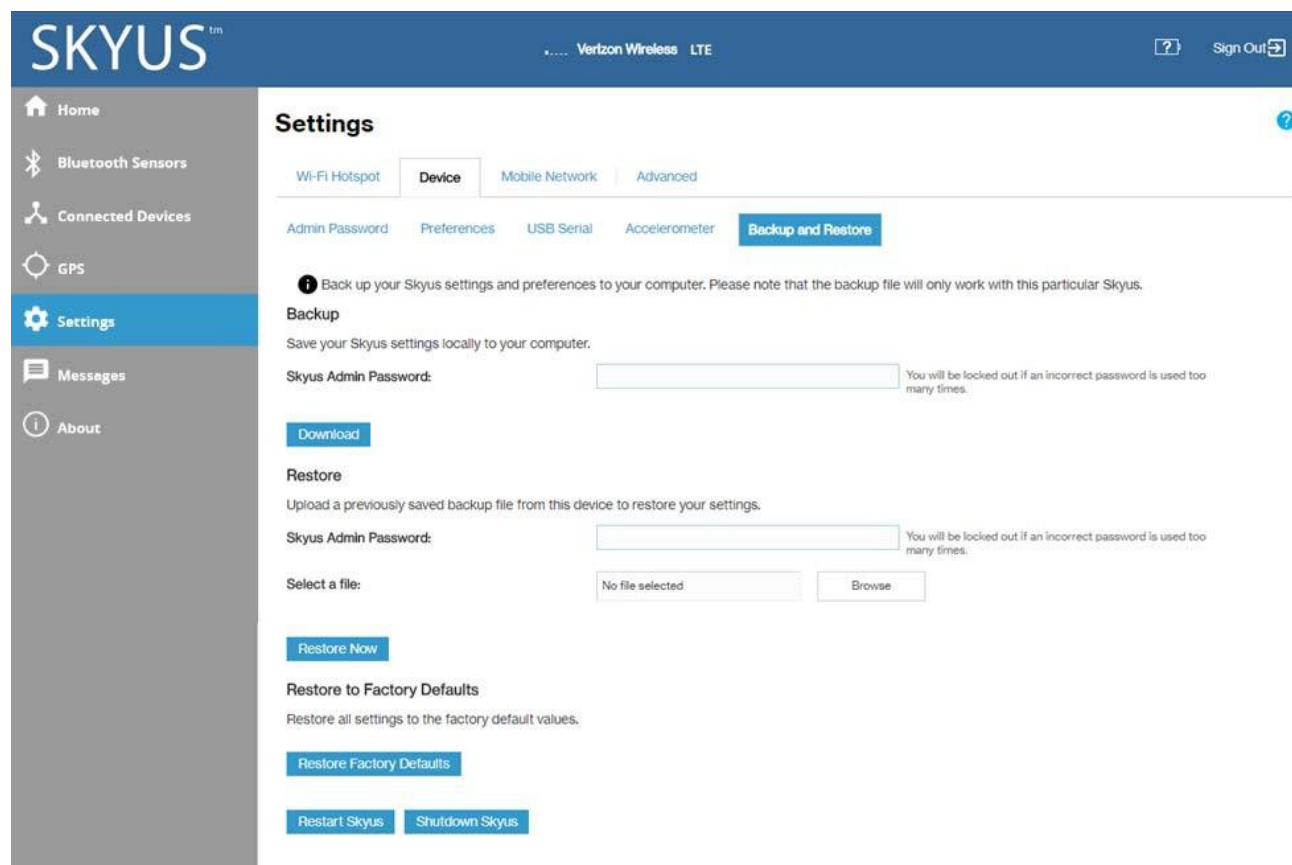 SKYUS™
..... Verizon Wireless LTE
? Sign Out
Home
Bluetooth Sensors
Connected Devices
GPS
Settings
Messages
About
Settings
?
Wi-Fi Hotspot Device Mobile Network Advanced
Admin Password Preferences USB Serial Accelerometer Backup and Restore
Back up your Skyus settings and preferences to your computer. Please note that the backup file will only work with this particular Skyus.
Backup
Save your Skyus settings locally to your computer.
Skyus Admin Password:
You will be locked out if an incorrect password is used too
many times.
Download
Restore
Upload a previously saved backup file from this device to restore your settings.
Skyus Admin Password:
You will be locked out if an incorrect password is used too
many times.
Select a file: No file selected Browse
Restore Now
Restore to Factory Defaults
Restore all settings to the factory default values.
Restore Factory Defaults
Restart Skyus Shutdown Skyus